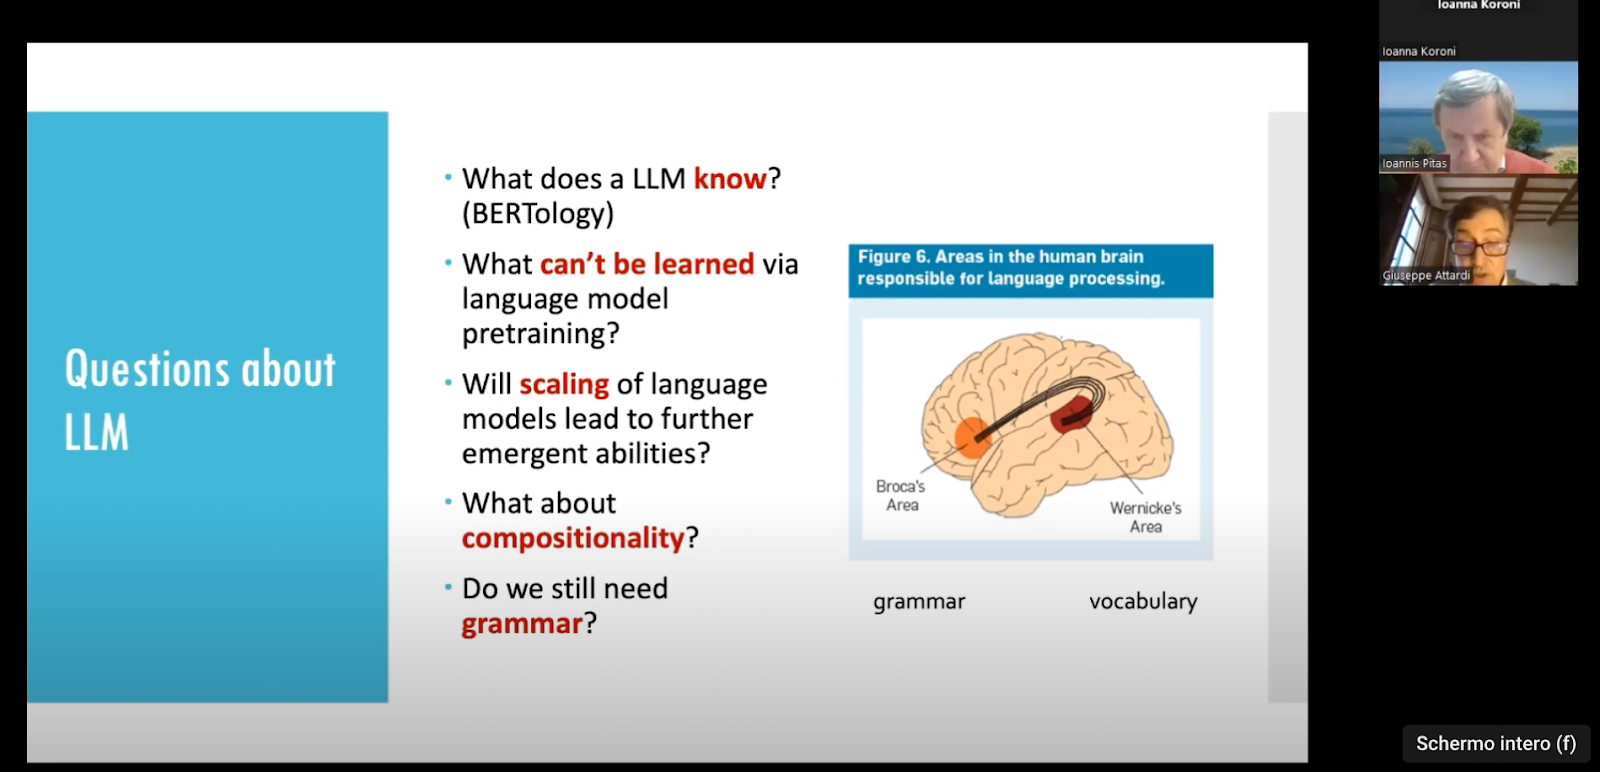 Questions about
LLM
• What does a LLM know?
(BERTology)
• What can't be learned via
language model
pretraining?
• Will scaling of language
models lead to further
emergent abilities?
• What about
compositionality?
• Do we still need
grammar?
Figure 6. Areas in the human brain
responsible for language processing.
Broca's
Area
Wernicke's
Area
grammar
vocabulary
Ioanna Koroni
Ioanna Koroni
Ioannis Pitas
Giuseppe Attardi
Schermo intero (f)